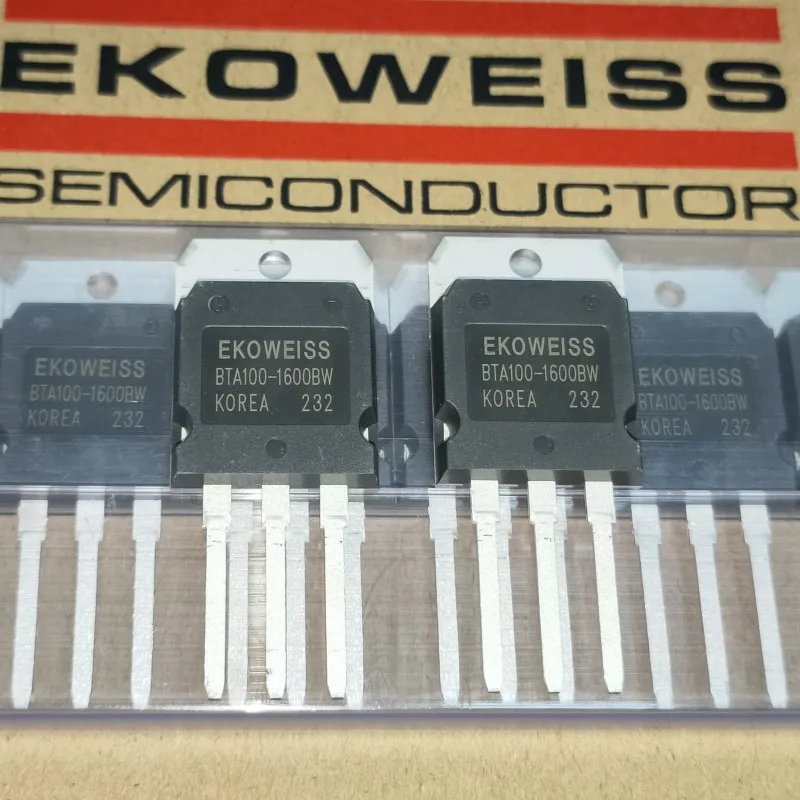 EKOWEISS
SEMICONDUCTOR
EKOWEISS
BTA100-1600BW
KOREA 232
EKOWEISS
BTA100-1600BW
KOREA 232
EKOWEISS
BTA100-1600BW
KOREA 232
EKOWEISS
BTA100-1600BW
KOREA 232